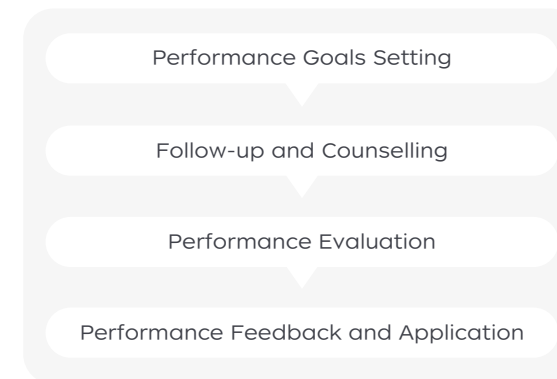 Performance Goals Setting
Follow-up and Counselling
Performance Evaluation
Performance Feedback and Application